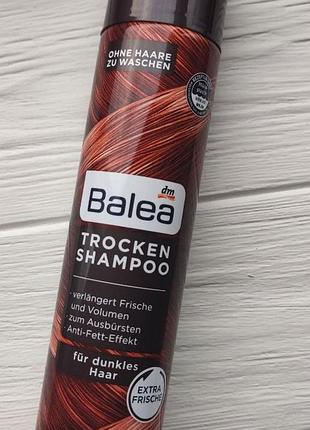 OHNE HAARE
ZU WASCHEN
dm
Balea
TROCKEN
SHAMPOO
· verlängert Frische
und Volumen
· zum Ausbürsten
· Anti-Fett-Effekt
für dunkles
Haar
EXTRA
FRISCHE